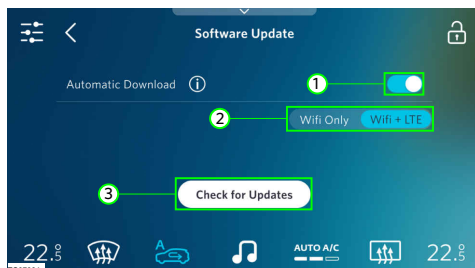 Software Update
Automatic Download i 1
2 Wifi Only Wifi + LTE
3 Check for Updates
22.5° A AUTO A/C 22.5°